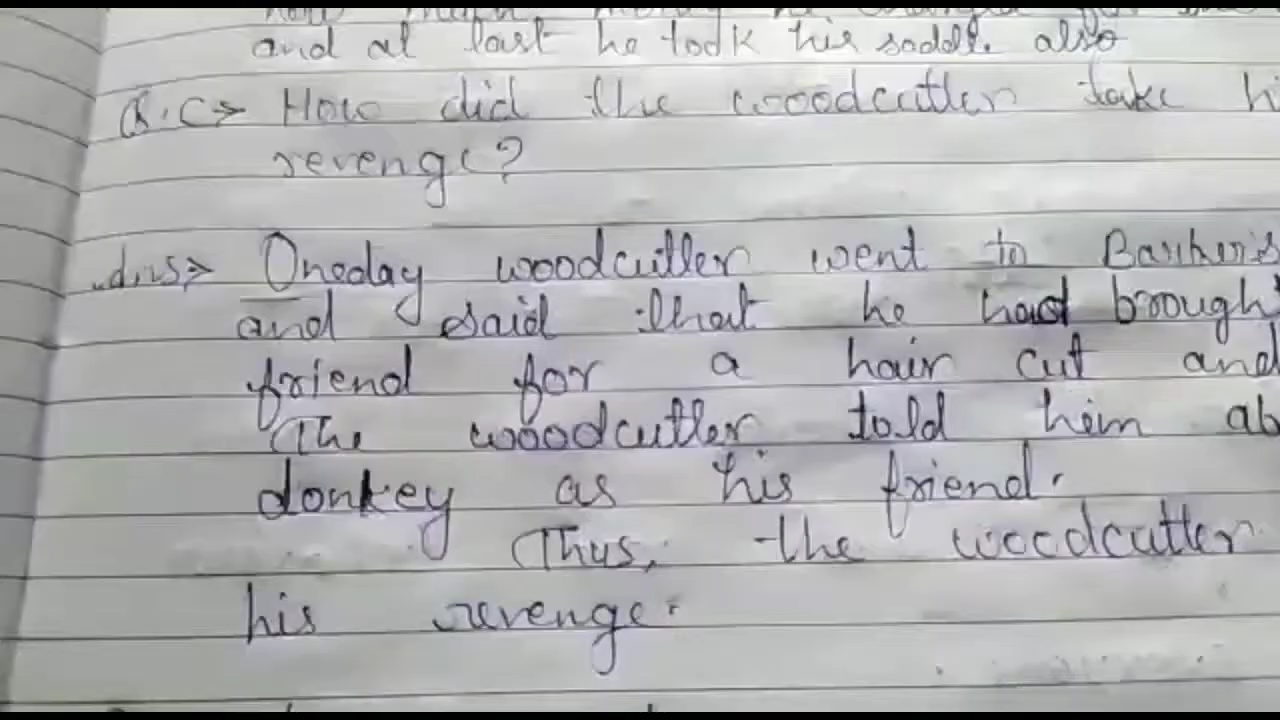 and at last he took his saddle also
Q.C> How did the woodcutter take hi
revenge?
Ans> Oneday woodcutter went to
and said that he had brought
friend for a hair cut and
The woodcutter told him ab
donkey as his friend.
Thus, the woodcutter
his revenge.